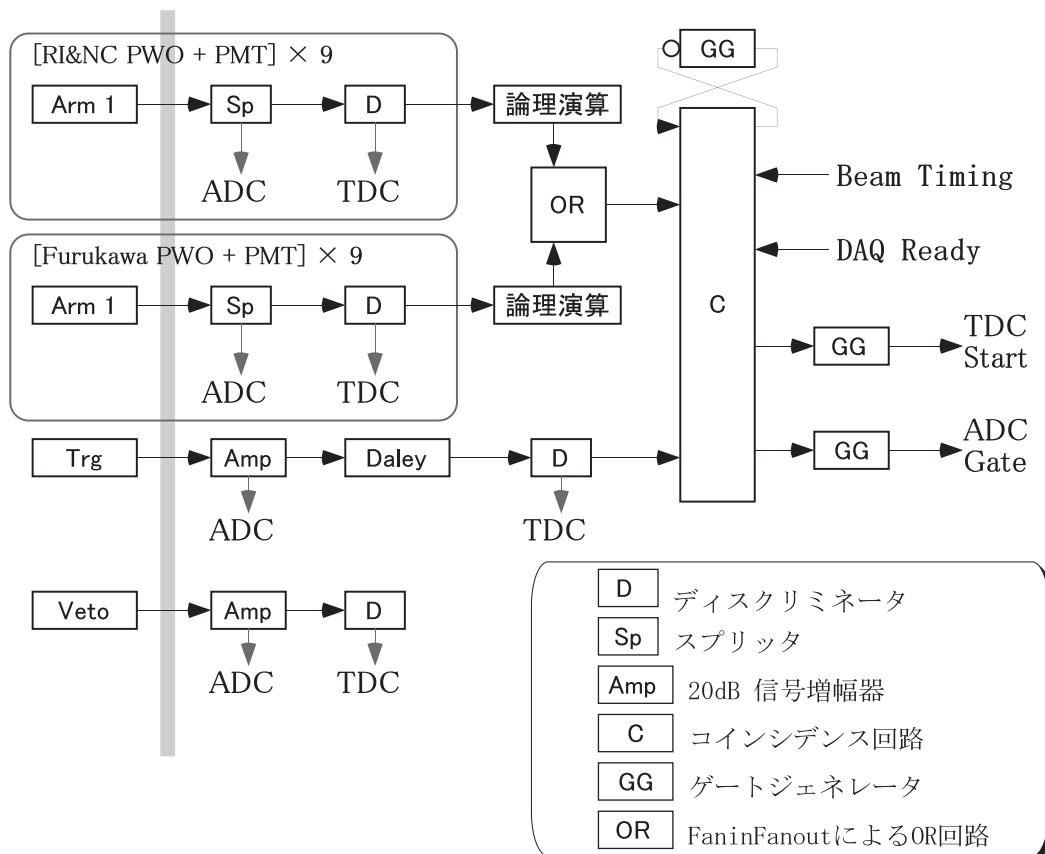 [RI&NC PWO + PMT] × 9
GG
Arm 1
Sp
D
論理演算
ADC
TDC
OR
Beam Timing
DAQ Ready
C
[Furukawa PWO + PMT] × 9
Arm 1
Sp
D
論理演算
ADC
TDC
GG
TDC
Start
GG
ADC
Gate
Trg
Amp
Daley
D
ADC
TDC
Veto
Amp
D
ADC
TDC
D ディスクリミネータ
Sp スプリッタ
Amp 20dB 信号増幅器
C コインシデンス回路
GG ゲートジェネレータ
OR FaninFanoutによるOR回路